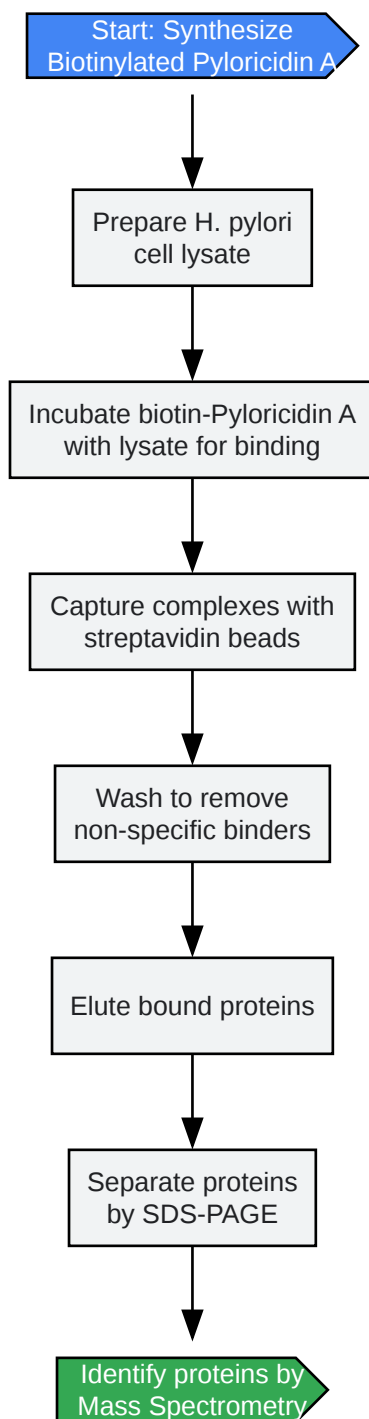 Start: Synthesize
Biotinylated Pyloricidin A
Prepare H. pylori
cell lysate
Incubate biotin-Pyloricidin A
with lysate for binding
Capture complexes with
streptavidin beads
Wash to remove
non-specific binders
Elute bound proteins
Separate proteins
by SDS-PAGE
Identify proteins by
Mass Spectrometry